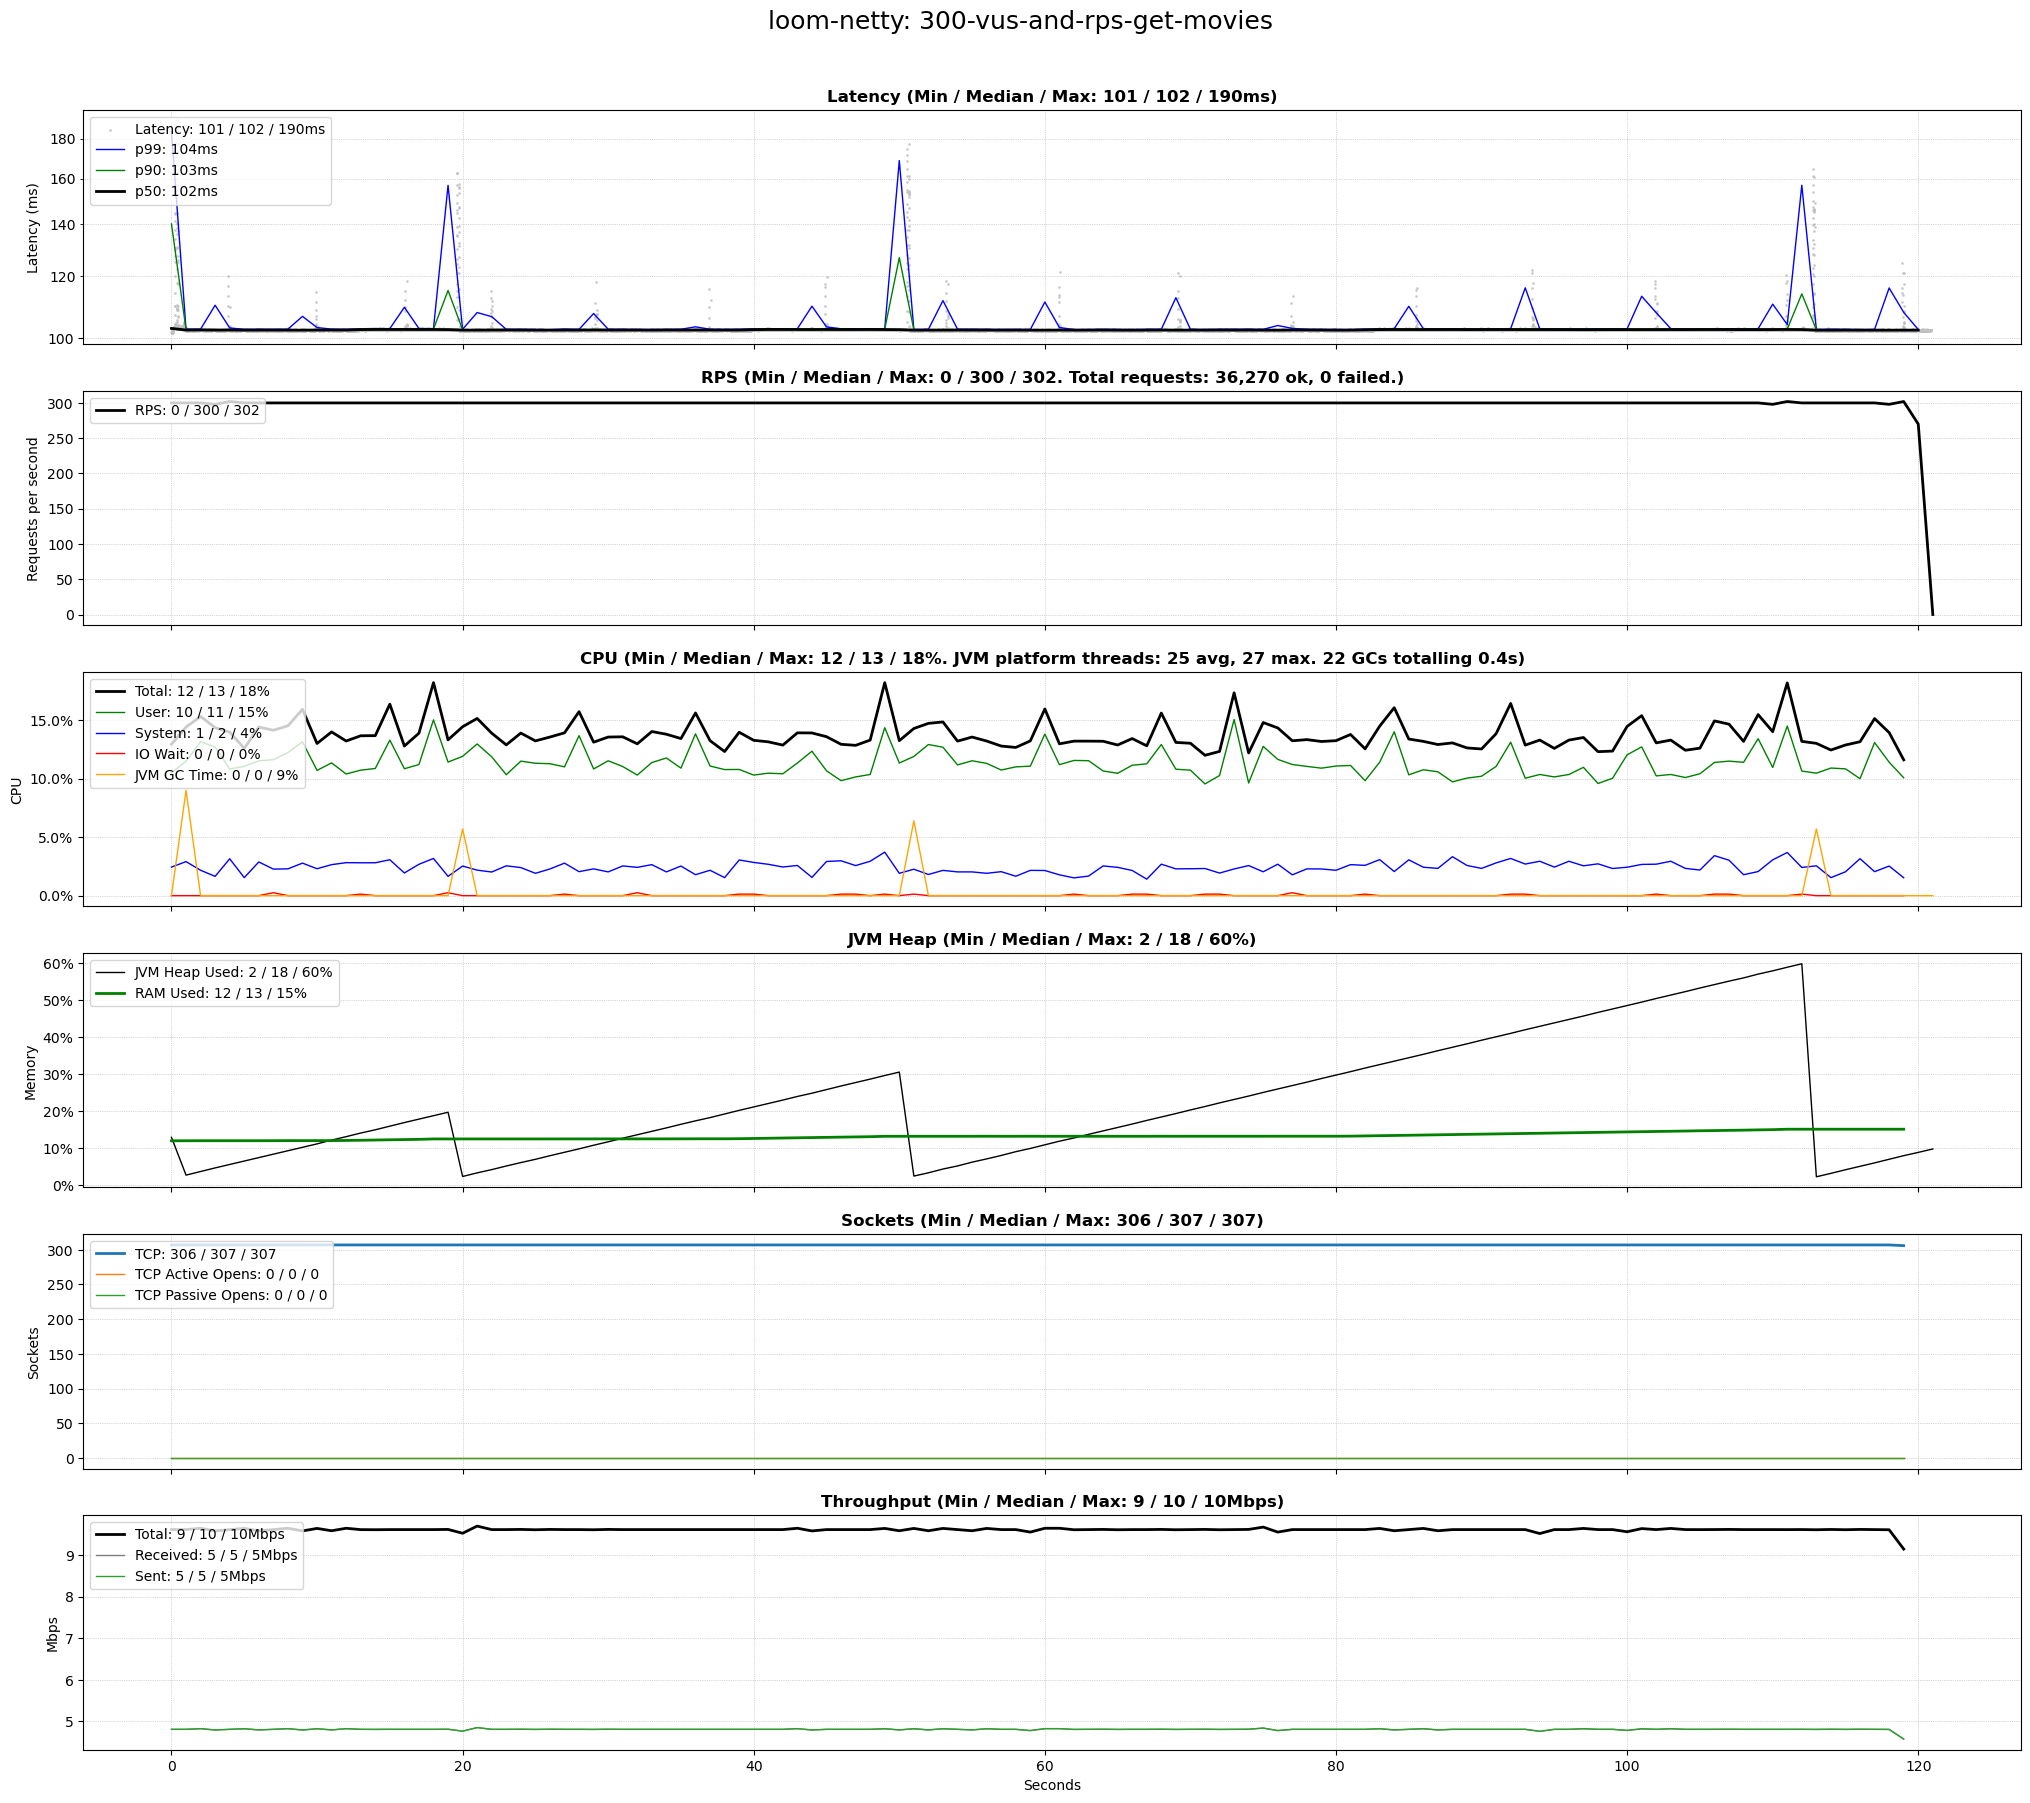 loom-netty: 300-vus-and-rps-get-movies
Latency (Min / Median / Max: 101 / 102 / 190ms)
Latency (ms)
180
160
140
120
100
Latency: 101 / 102 / 190ms
p99: 104ms
p90: 103ms
p50: 102ms
RPS (Min / Median / Max: 0 / 300 / 302. Total requests: 36,270 ok, 0 failed.)
Requests per second
300
250
200
150
100
50
0
RPS: 0 / 300 / 302
CPU (Min / Median / Max: 12 / 13 / 18%. JVM platform threads: 25 avg, 27 max. 22 GCs totalling 0.4s)
CPU
15.0%
10.0%
5.0%
0.0%
Total: 12 / 13 / 18%
User: 10 / 11 / 15%
System: 1 / 2 / 4%
IO Wait: 0 / 0 / 0%
JVM GC Time: 0 / 0 / 9%
JVM Heap (Min / Median / Max: 2 / 18 / 60%)
Memory
60%
50%
40%
30%
20%
10%
0%
JVM Heap Used: 2 / 18 / 60%
RAM Used: 12 / 13 / 15%
Sockets (Min / Median / Max: 306 / 307 / 307)
Sockets
300
250
200
150
100
50
0
TCP: 306 / 307 / 307
TCP Active Opens: 0 / 0 / 0
TCP Passive Opens: 0 / 0 / 0
Throughput (Min / Median / Max: 9 / 10 / 10Mbps)
Mbps
9
8
7
6
5
Total: 9 / 10 / 10Mbps
Received: 5 / 5 / 5Mbps
Sent: 5 / 5 / 5Mbps
0 20 40 60 80 100 120
Seconds